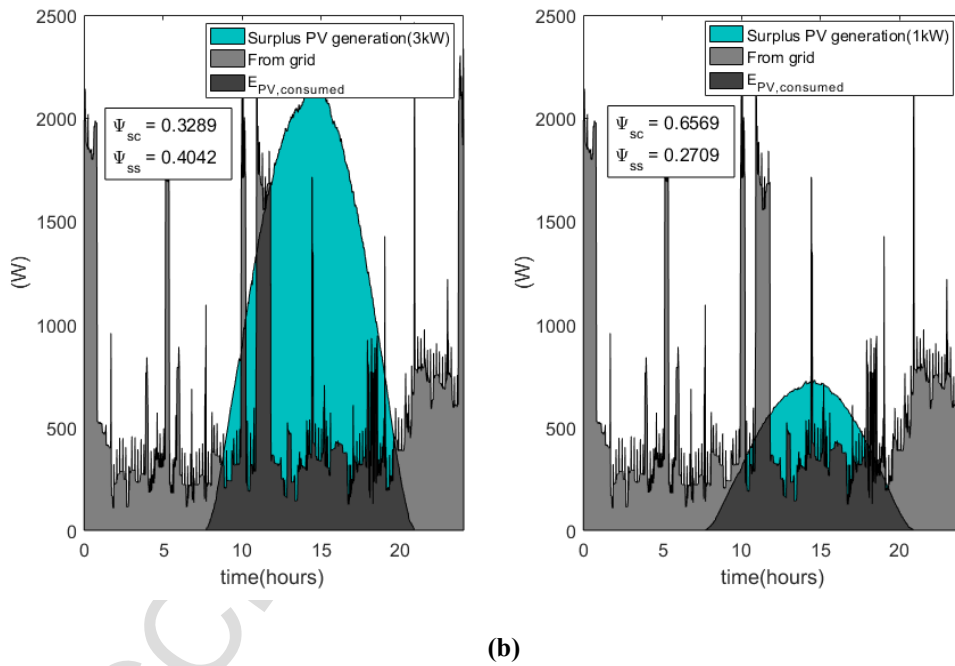 2500
2000
1500
1000
500
0
(W)
Surplus PV generation(3kW)
From grid
E_PV,consumed
Ψ_sc = 0.3289
Ψ_ss = 0.4042
0 5 10 15 20
time(hours)
2500
2000
1500
1000
500
0
(W)
Surplus PV generation(1kW)
From grid
E_PV,consumed
Ψ_sc = 0.6569
Ψ_ss = 0.2709
0 5 10 15 20
time(hours)
(b)